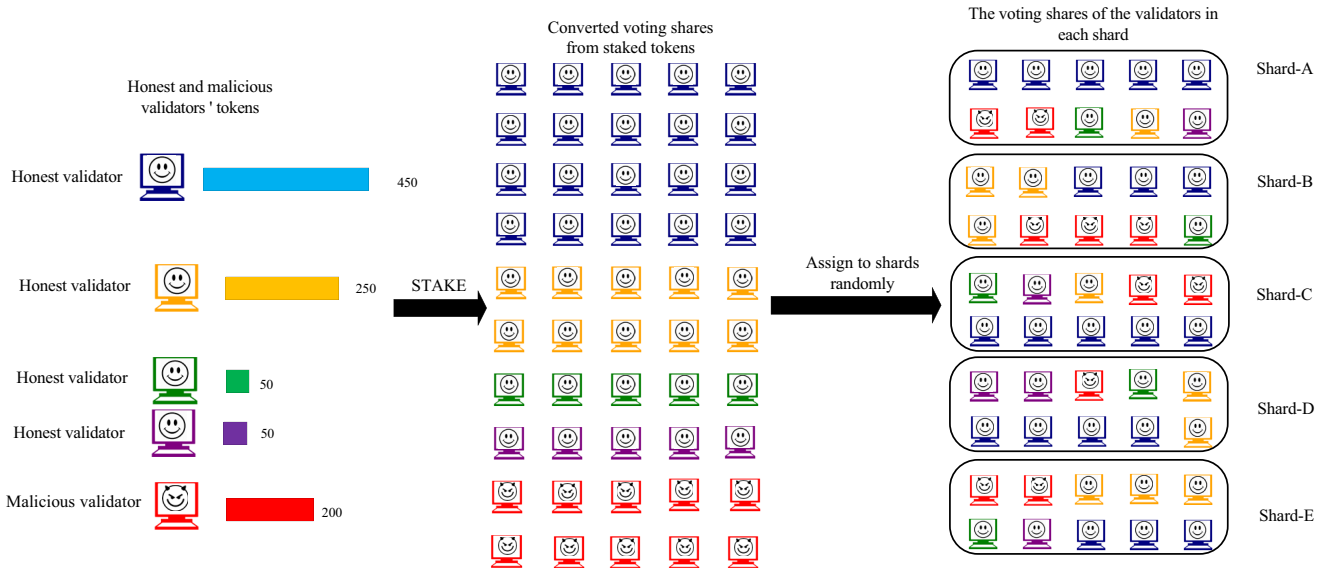 Honest and malicious
validators ' tokens
Honest validator
450
Honest validator
250
Honest validator
50
Honest validator
50
Malicious validator
200
STAKE
Converted voting shares
from staked tokens
Assign to shards
randomly
The voting shares of the validators in
each shard
Shard-A
Shard-B
Shard-C
Shard-D
Shard-E